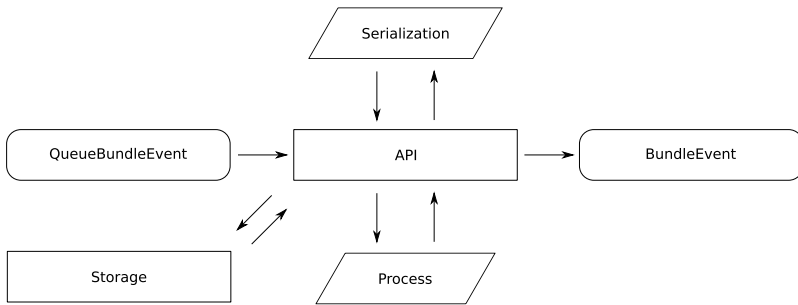 Serialization
QueueBundleEvent
API
BundleEvent
Storage
Process